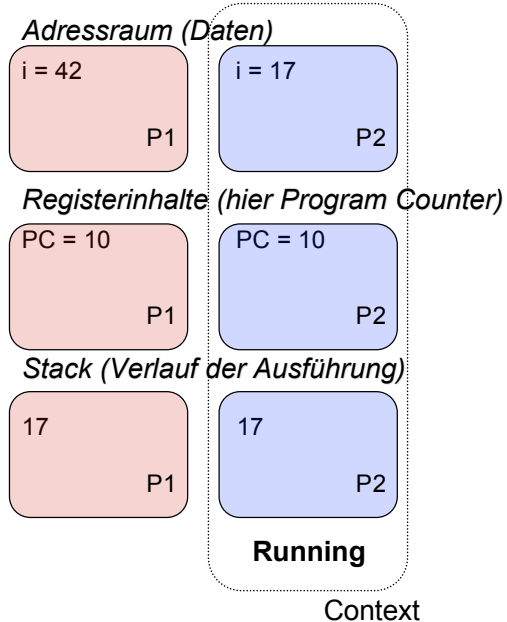 Adressraum (Daten)
i = 42
i = 17
P1
P2
Registerinhalte (hier Program Counter)
PC = 10
PC = 10
P1
P2
Stack (Verlauf der Ausführung)
17
17
P1
P2
Running
Context